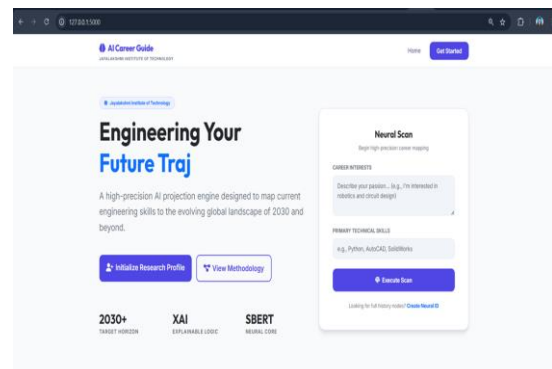 127.0.0.1:5000
AI Career Guide
JAYALAKSHMI INSTITUTE OF TECHNOLOGY
Home
Get Started
Jayalakshmi Institute of Technology
Engineering Your
Future Traj
A high-precision AI projection engine designed to map current
engineering skills to the evolving global landscape of 2030 and
beyond.
Initialize Research Profile
View Methodology
2030+
TARGET HORIZON
XAI
EXPLAINABLE LOGIC
SBERT
NEURAL CORE
Neural Scan
Begin high-precision career mapping
CAREER INTERESTS
Describe your passion... (e.g., I'm interested in
robotics and circuit design)
PRIMARY TECHNICAL SKILLS
e.g., Python, AutoCAD, SolidWorks
Execute Scan
Looking for full history modes? Create Neural ID